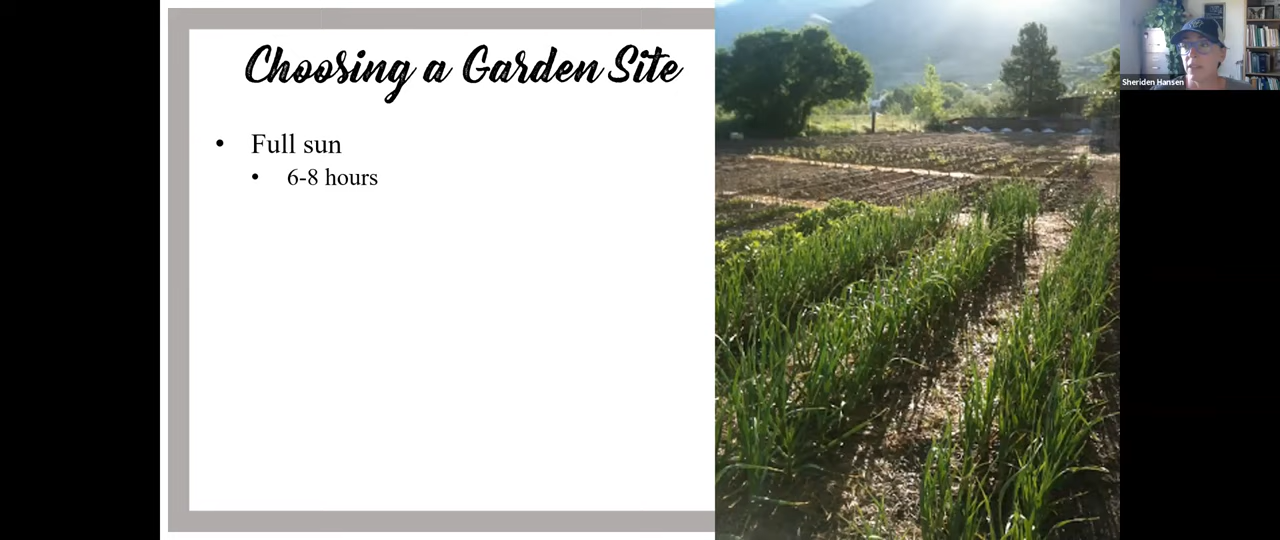 Choosing a Garden Site
• Full sun
• 6-8 hours
Sheriden Hansen